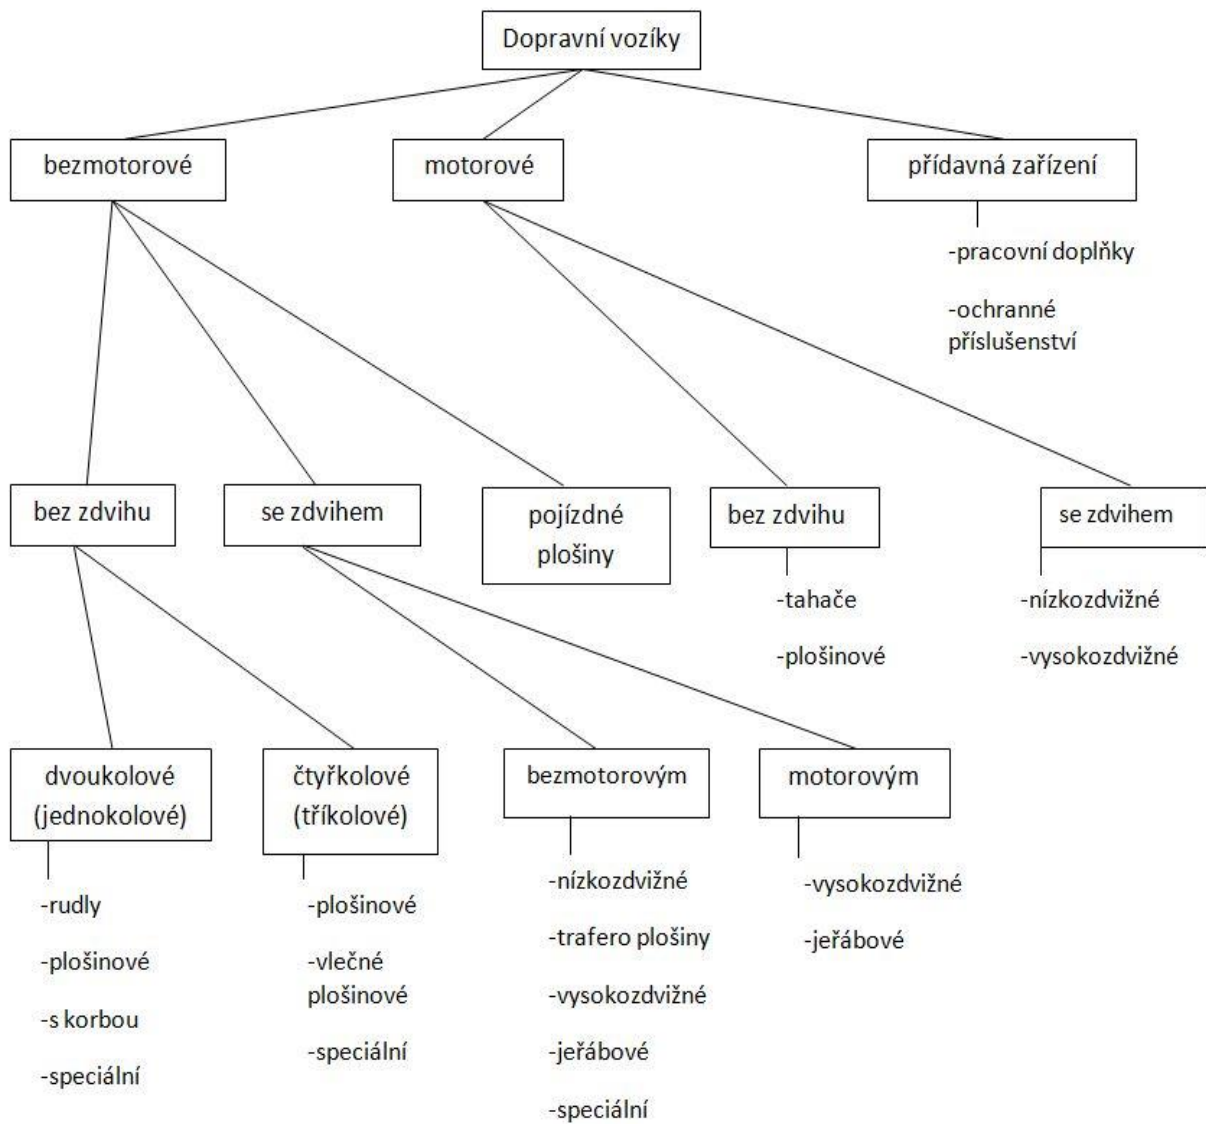 Dopravní vozíky
bezmotorové
motorové
přídavná zařízení
-pracovní doplňky
-ochranné
příslušenství
bez zdvihu
se zdvihem
pojízdné
plošiny
bez zdvihu
-tahače
-plošinové
se zdvihem
-nízkozdvižné
-vysokozdvižné
dvoukolové
(jednokolové)
-rudly
-plošinové
-s korbou
-speciální
čtyřkolové
(tříkolové)
-plošinové
-vlečné
plošinové
-speciální
bezmotorovým
-nízkozdvižné
-trafero plošiny
-vysokozdvižné
-jeřábové
-speciální
motorovým
-vysokozdvižné
-jeřábové